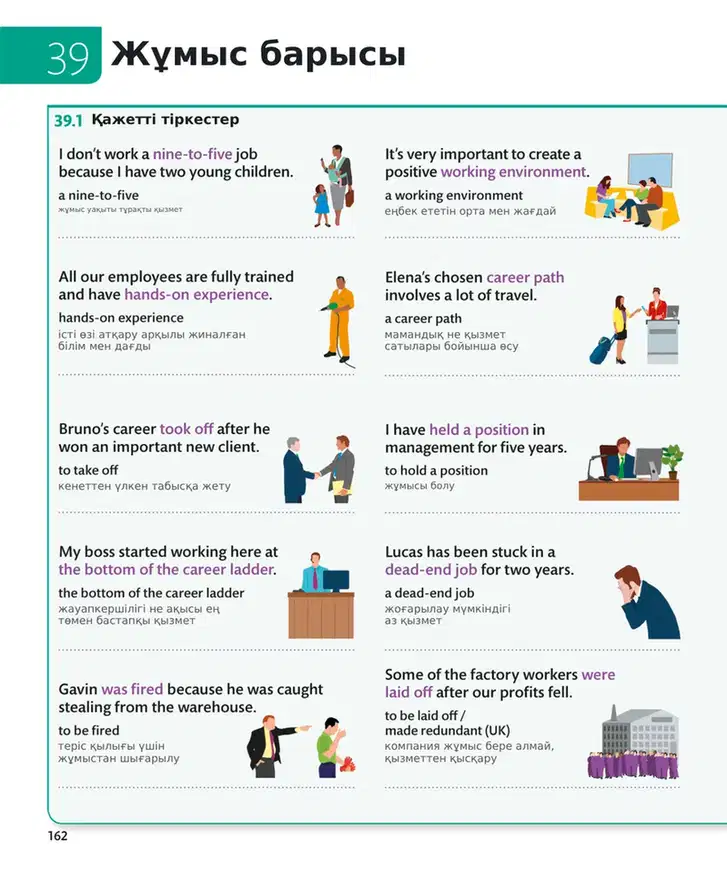 39
Жұмыс барысы
39.1 Қажетті тіркестер
I don't work a nine-to-five job
because I have two young children.
a nine-to-five
жұмыс уақыты тұрақты қызмет
It's very important to create a
positive working environment.
a working environment
еңбек ететін орта мен жағдай
All our employees are fully trained
and have hands-on experience.
hands-on experience
істі өзі атқару арқылы жиналған
білім мен дағды
Elena's chosen career path
involves a lot of travel.
a career path
мамандық не қызмет
сатылары бойынша өсу
Bruno's career took off after he
won an important new client.
to take off
кенеттен үлкен табысқа жету
I have held a position in
management for five years.
to hold a position
жұмысы болу
My boss started working here at
the bottom of the career ladder.
the bottom of the career ladder
жауапкершілігі не ақысы ең
төмен бастапқы қызмет
Lucas has been stuck in a
dead-end job for two years.
a dead-end job
жоғарылау мүмкіндігі
аз қызмет
Gavin was fired because he was caught
stealing from the warehouse.
to be fired
теріс қылығы үшін
жұмыстан шығарылу
Some of the factory workers were
laid off after our profits fell.
to be laid off /
made redundant (UK)
компания жұмыс бере алмай,
қызметтен қысқару
162